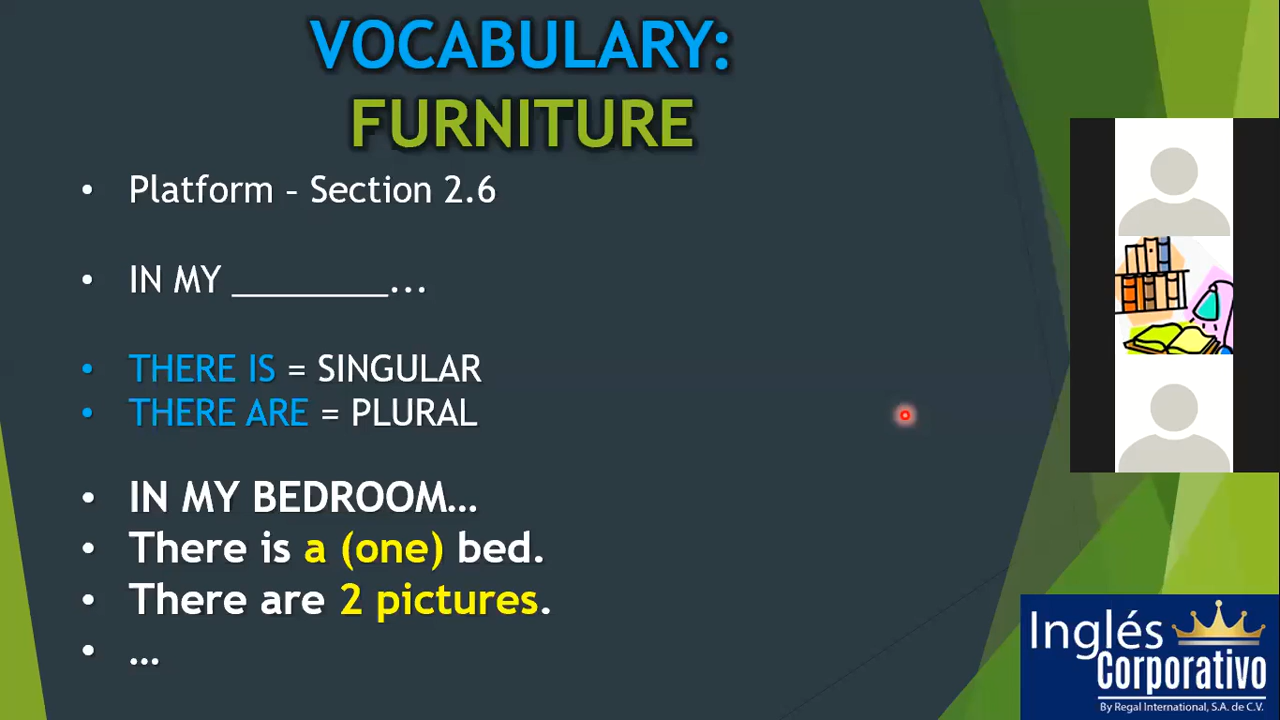 VOCABULARY:
FURNITURE
• Platform – Section 2.6
• IN MY ________...
• THERE IS = SINGULAR
• THERE ARE = PLURAL
• IN MY BEDROOM…
• There is a (one) bed.
• There are 2 pictures.
• …
Inglés
Corporativo
By Regal International, S.A. de C.V.